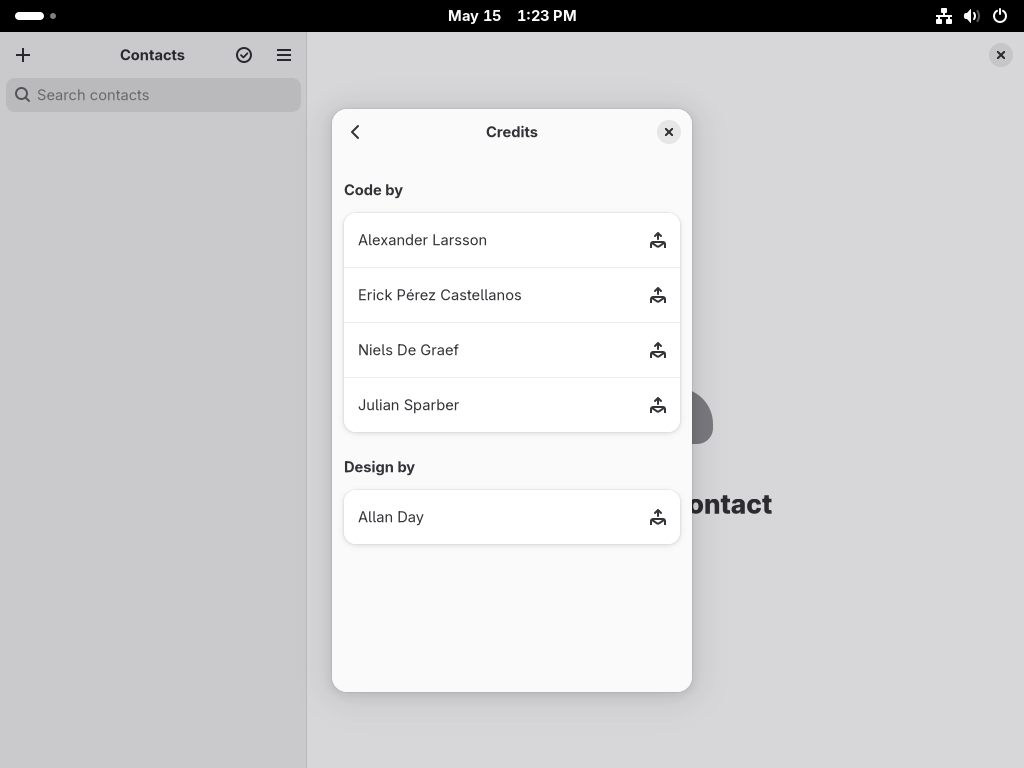 May 15 1:23 PM
Contacts
Search contacts
Credits
Code by
Alexander Larsson
Erick Pérez Castellanos
Niels De Graef
Julian Sparber
Design by
Allan Day
ontact